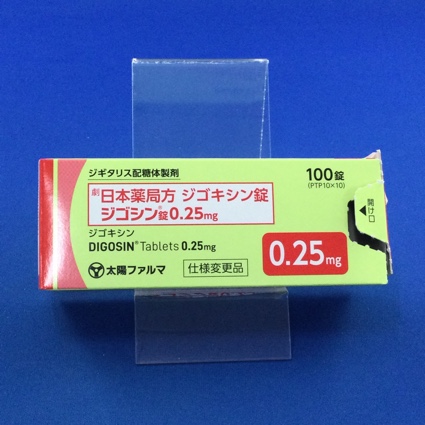 ジギタリス配糖体製剤
100錠
(PTP10×10)
劇 日本薬局方 ジゴキシン錠
ジゴシン®錠0.25mg
ジゴキシン
DIGOSIN® Tablets 0.25mg
太陽ファルマ
仕様変更品
0.25mg
◀開け口